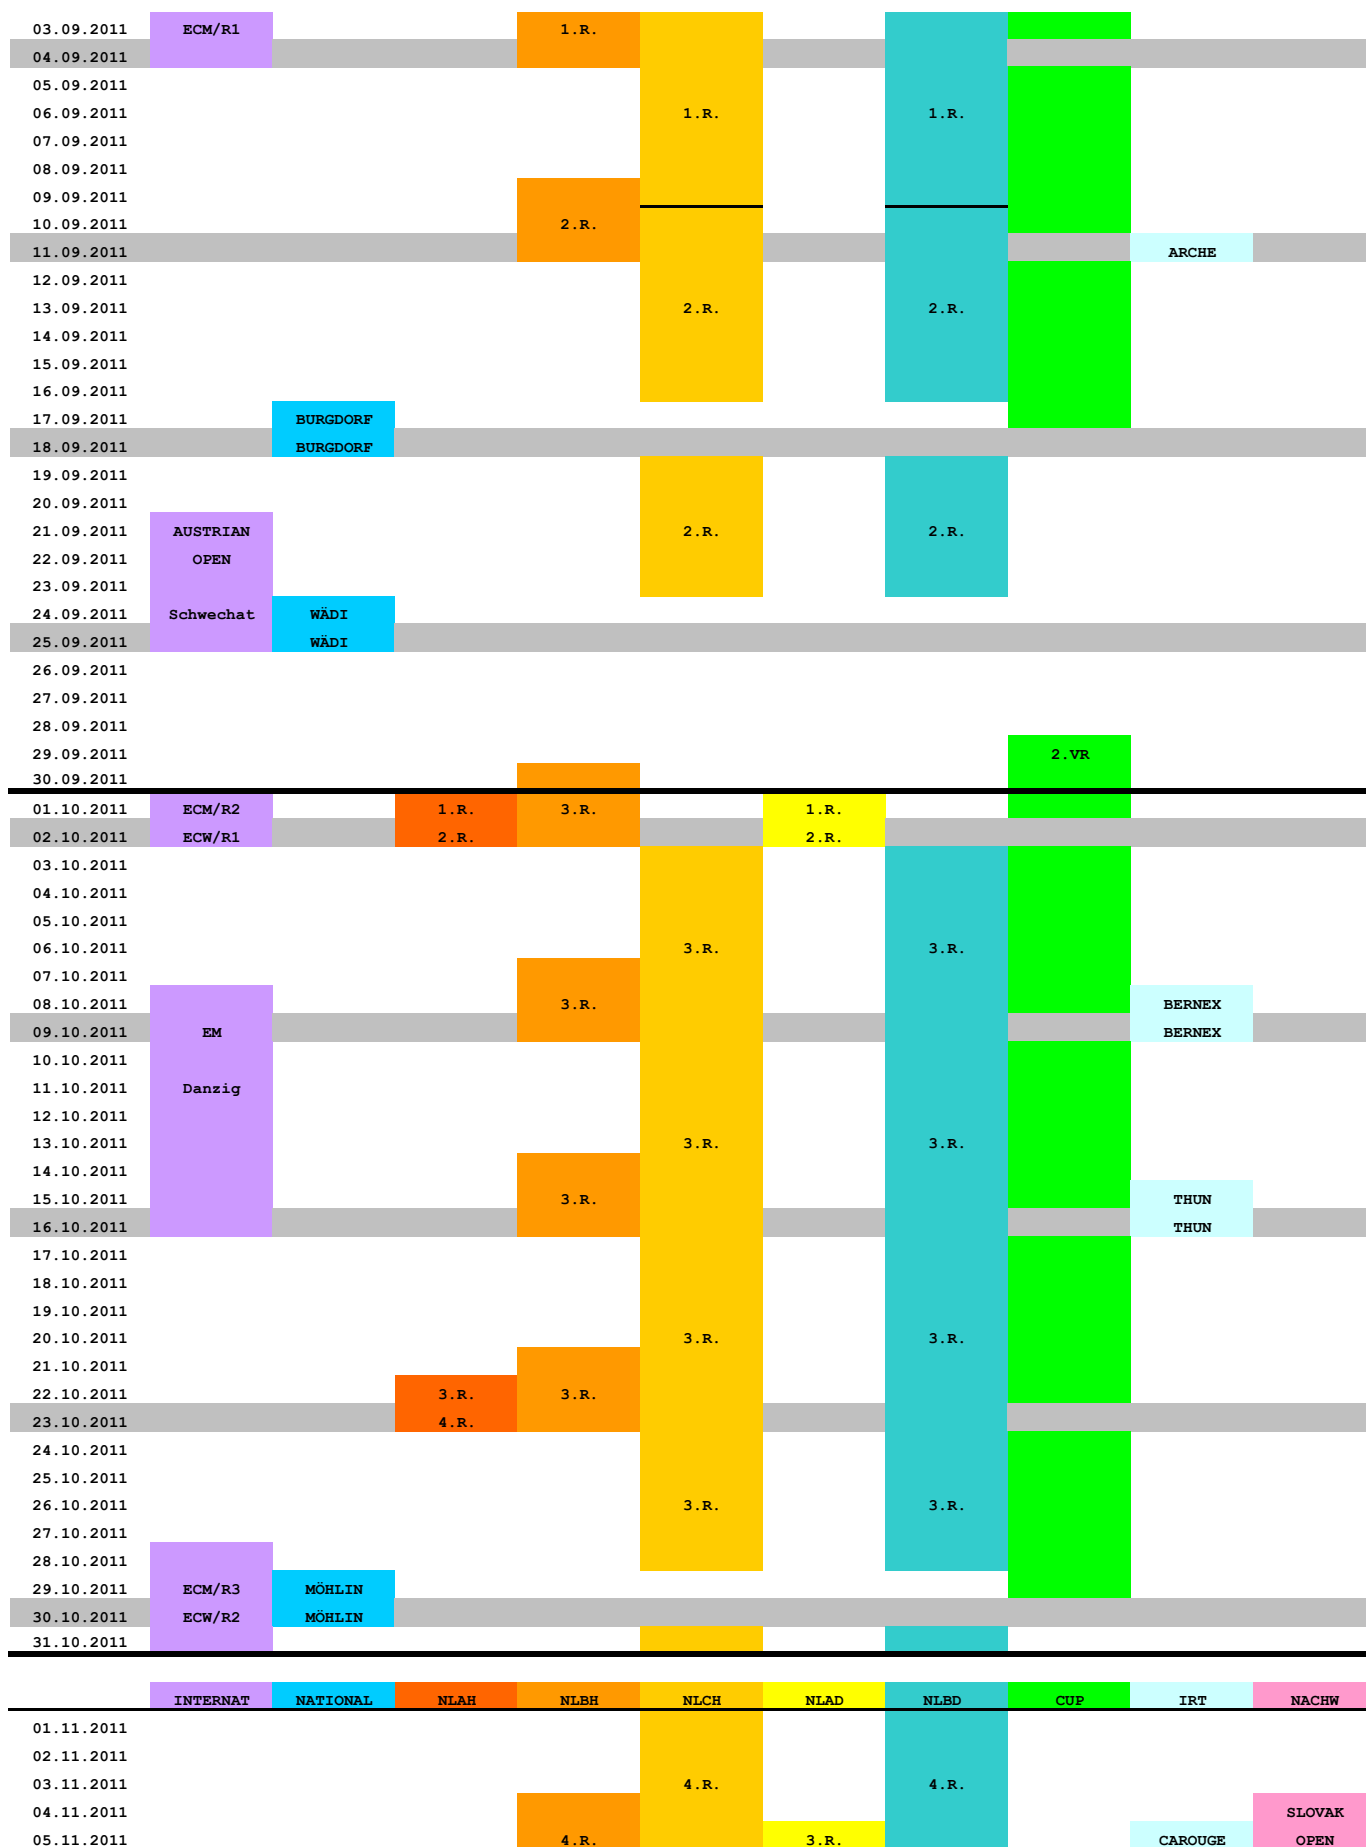 03.09.2011 ECM/R1 1.R.
04.09.2011
05.09.2011
06.09.2011 1.R. 1.R.
07.09.2011
08.09.2011
09.09.2011
10.09.2011 2.R.
11.09.2011 ARCHE
12.09.2011
13.09.2011 2.R. 2.R.
14.09.2011
15.09.2011
16.09.2011
17.09.2011 BURGDORF
18.09.2011 BURGDORF
19.09.2011
20.09.2011
21.09.2011 AUSTRIAN 2.R. 2.R.
22.09.2011 OPEN
23.09.2011
24.09.2011 Schwechat WÄDI
25.09.2011 WÄDI
26.09.2011
27.09.2011
28.09.2011
29.09.2011 2.VR
30.09.2011
01.10.2011 ECM/R2 1.R. 3.R. 1.R.
02.10.2011 ECW/R1 2.R. 2.R.
03.10.2011
04.10.2011
05.10.2011
06.10.2011 3.R. 3.R.
07.10.2011
08.10.2011 3.R. BERNEX
09.10.2011 EM BERNEX
10.10.2011
11.10.2011 Danzig
12.10.2011
13.10.2011 3.R. 3.R.
14.10.2011
15.10.2011 3.R. THUN
16.10.2011 THUN
17.10.2011
18.10.2011
19.10.2011
20.10.2011 3.R. 3.R.
21.10.2011
22.10.2011 3.R. 3.R.
23.10.2011 4.R.
24.10.2011
25.10.2011
26.10.2011 3.R. 3.R.
27.10.2011
28.10.2011
29.10.2011 ECM/R3 MÖHLIN
30.10.2011 ECW/R2 MÖHLIN
31.10.2011
INTERNAT NATIONAL NLAH NLBH NLCH NLAD NLBD CUP IRT NACHW
01.11.2011
02.11.2011
03.11.2011 4.R. 4.R.
04.11.2011 SLOVAK
05.11.2011 4.R. 3.R. CAROUGE OPEN